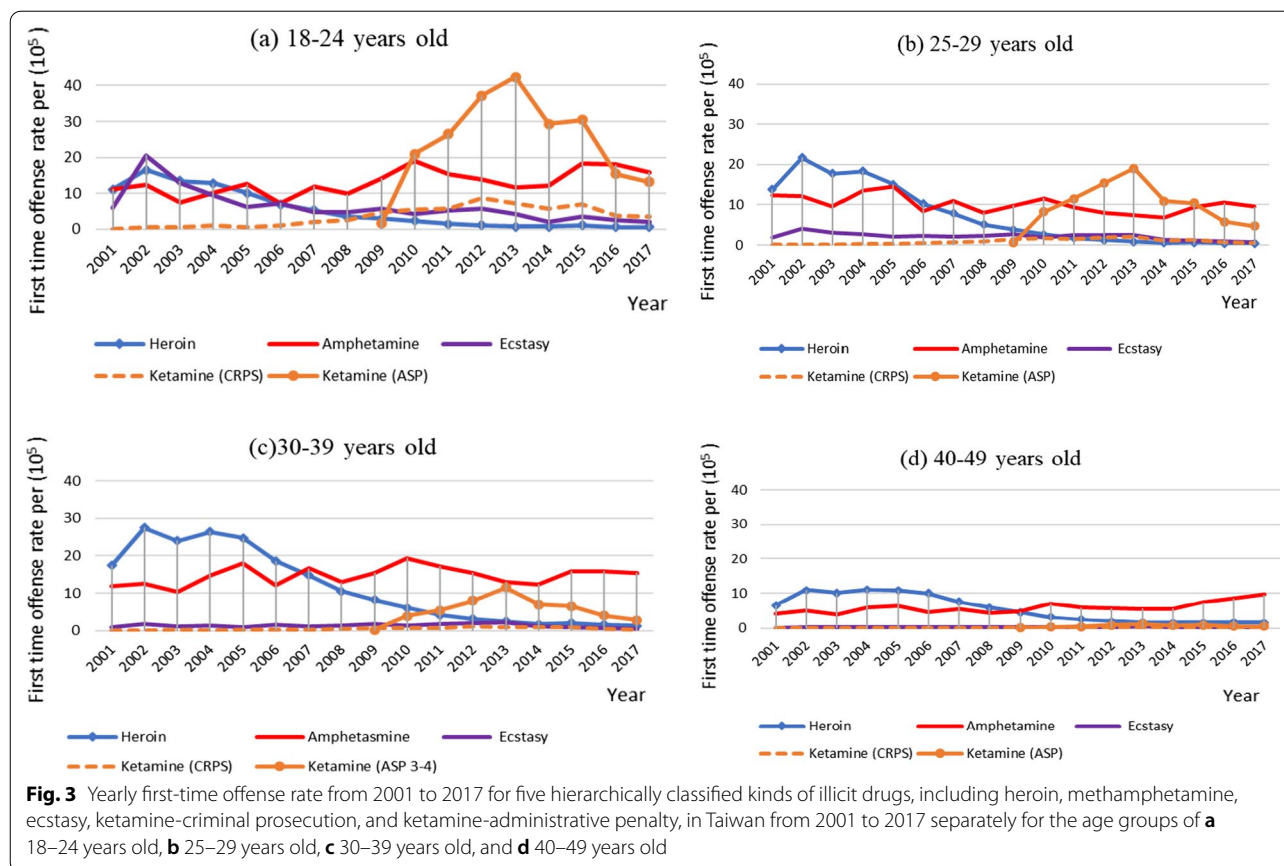 (a) 18-24 years old
First time offense rate per (10⁵)
40
30
20
10
0
2001 2002 2003 2004 2005 2006 2007 2008 2009 2010 2011 2012 2013 2014 2015 2016 2017
Year
Heroin Amphetamine Ecstasy
Ketamine (CRPS) Ketamine (ASP)
(b) 25-29 years old
First time offense rate per (10⁵)
40
30
20
10
0
2001 2002 2003 2004 2005 2006 2007 2008 2009 2010 2011 2012 2013 2014 2015 2016 2017
Year
Heroin Amphetamine Ecstasy
Ketamine (CRPS) Ketamine (ASP)
(c)30-39 years old
First time offense rate per (10⁵)
40
30
20
10
0
2001 2002 2003 2004 2005 2006 2007 2008 2009 2010 2011 2012 2013 2014 2015 2016 2017
Year
Heroin Amphetasmine Ecstasy
Ketamine (CRPS) Ketamine (ASP 3-4)
(d) 40-49 years old
First time offense rate per (10⁵)
40
30
20
10
0
2001 2002 2003 2004 2005 2006 2007 2008 2009 2010 2011 2012 2013 2014 2015 2016 2017
Year
Heroin Amphetamine Ecstasy
Ketamine (CRPS) Ketamine (ASP)
Fig. 3 Yearly first-time offense rate from 2001 to 2017 for five hierarchically classified kinds of illicit drugs, including heroin, methamphetamine,
ecstasy, ketamine-criminal prosecution, and ketamine-administrative penalty, in Taiwan from 2001 to 2017 separately for the age groups of a
18–24 years old, b 25–29 years old, c 30–39 years old, and d 40–49 years old